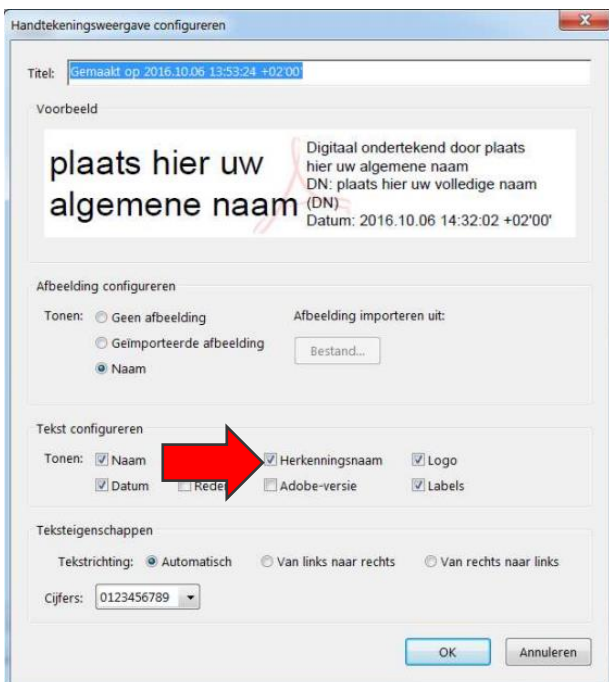 Handtekeningsweergave configureren
Titel: Gemaakt op 2016.10.06 13:53:24 +02'00'
Voorbeeld
plaats hier uw
algemene naam
Digitaal ondertekend door plaats
hier uw algemene naam
DN: plaats hier uw volledige naam
(DN)
Datum: 2016.10.06 14:32:02 +02'00'
Afbeelding configureren
Tonen: Geen afbeelding
Geïmporteerde afbeelding
Naam
Afbeelding importeren uit:
Bestand...
Tekst configureren
Tonen: Naam Herkenningsnaam Logo
Datum Adobe-versie Labels
Teksteigenschappen
Tekstrichting: Automatisch Van links naar rechts Van rechts naar links
Cijfers: 0123456789
OK Annuleren